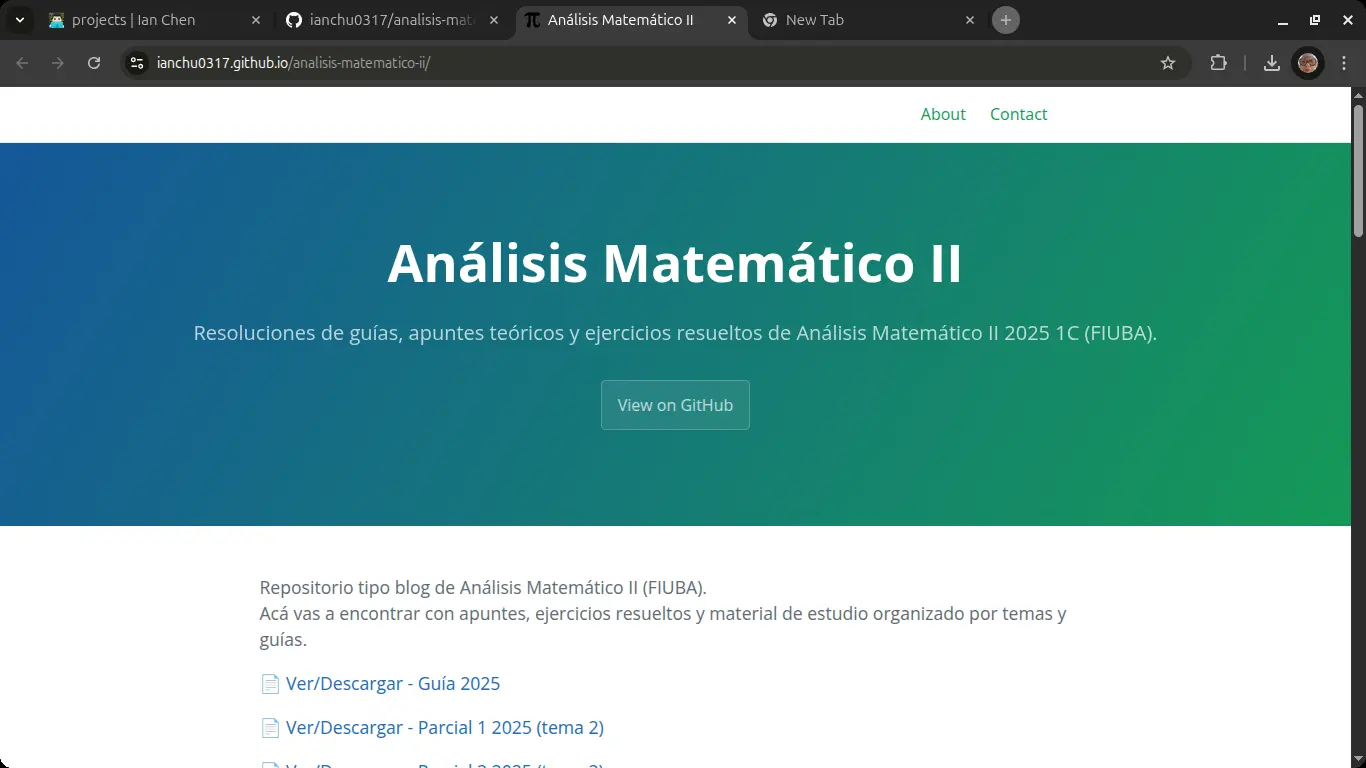 projects | Ian Chen
ianchu0317/analisis-mat
Análisis Matemático II
New Tab
ianchu0317.github.io/analisis-matematico-ii/
About
Contact
Análisis Matemático II
Resoluciones de guías, apuntes teóricos y ejercicios resueltos de Análisis Matemático II 2025 1C (FIUBA).
View on GitHub
Repositorio tipo blog de Análisis Matemático II (FIUBA).
Acá vas a encontrar con apuntes, ejercicios resueltos y material de estudio organizado por temas y
guías.
Ver/Descargar - Guía 2025
Ver/Descargar - Parcial 1 2025 (tema 2)